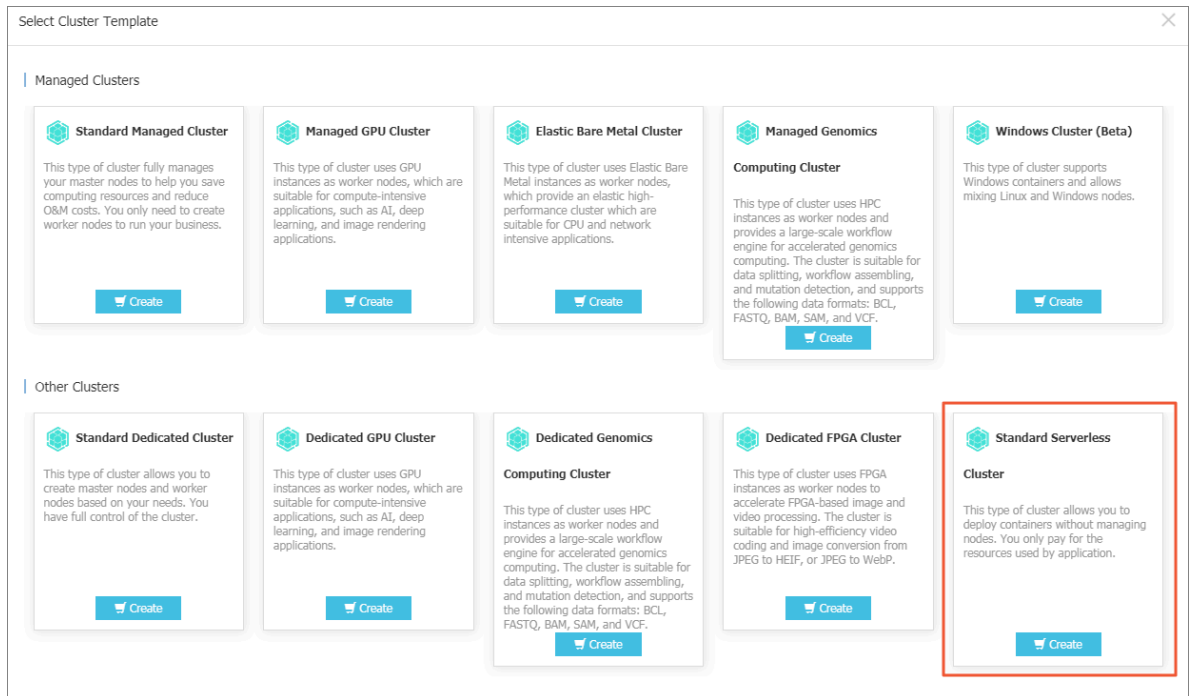 Select Cluster Template
Managed Clusters
Standard Managed Cluster
This type of cluster fully manages
your master nodes to help you save
computing resources and reduce
O&M costs. You only need to create
worker nodes to run your business.
Create
Managed GPU Cluster
This type of cluster uses GPU
instances as worker nodes, which are
suitable for compute-intensive
applications, such as AI, deep
learning, and image rendering
applications.
Create
Elastic Bare Metal Cluster
This type of cluster uses Elastic Bare
Metal instances as worker nodes,
which provide an elastic high-
performance cluster which are
suitable for CPU and network
intensive applications.
Create
Managed Genomics
Computing Cluster
This type of cluster uses HPC
instances as worker nodes and
provides a large-scale workflow
engine for accelerated genomics
computing. The cluster is suitable for
data splitting, workflow assembling,
and mutation detection, and supports
the following data formats: BCL,
FASTQ, BAM, SAM, and VCF.
Create
Windows Cluster (Beta)
This type of cluster supports
Windows containers and allows
mixing Linux and Windows nodes.
Create
Other Clusters
Standard Dedicated Cluster
This type of cluster allows you to
create master nodes and worker
nodes based on your needs. You
have full control of the cluster.
Create
Dedicated GPU Cluster
This type of cluster uses GPU
instances as worker nodes, which are
suitable for compute-intensive
applications, such as AI, deep
learning, and image rendering
applications.
Create
Dedicated Genomics
Computing Cluster
This type of cluster uses HPC
instances as worker nodes and
provides a large-scale workflow
engine for accelerated genomics
computing. The cluster is suitable for
data splitting, workflow assembling,
and mutation detection, and supports
the following data formats: BCL,
FASTQ, BAM, SAM, and VCF.
Create
Dedicated FPGA Cluster
This type of cluster uses FPGA
instances as worker nodes to
accelerate FPGA-based image and
video processing. The cluster is
suitable for high-efficiency video
coding and image conversion from
JPEG to HEIF, or JPEG to WebP.
Create
Standard Serverless
Cluster
This type of cluster allows you to
deploy containers without managing
nodes. You only pay for the
resources used by application.
Create